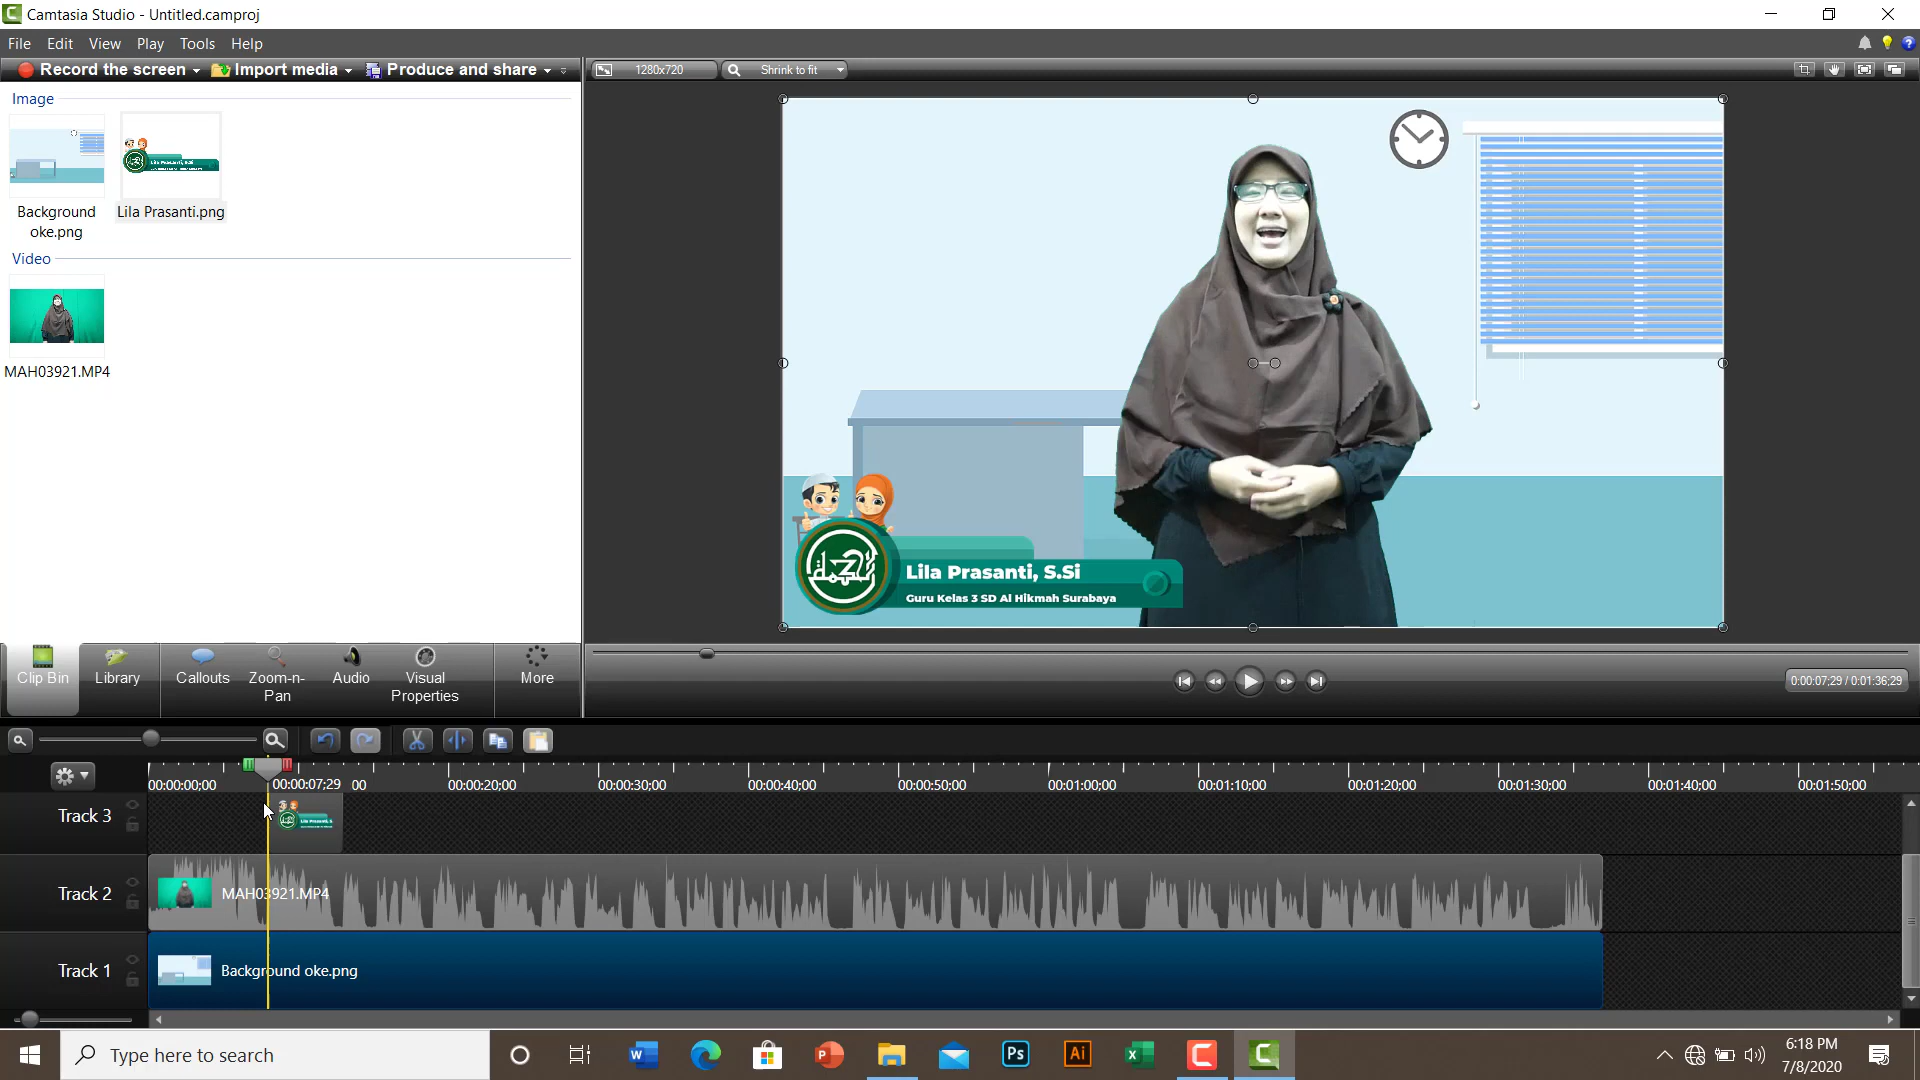 Camtasia Studio - Untitled.camproj
File Edit View Play Tools Help
Record the screen Import media Produce and share
1280x720 Shrink to fit
Image
Background oke.png
Lila Prasanti.png
Video
MAH03921.MP4
Lila Prasanti, S.Si
Guru Kelas 3 SD Al Hikmah Surabaya
Clip Bin
Library
Callouts
Zoom-n-Pan
Audio
Visual Properties
More
0:00:07;29 / 0:01:36;29
00:00:00;00 00:00:07;29 00 00:00:20;00 00:00:30;00 00:00:40;00 00:00:50;00 00:01:00;00 00:01:10;00 00:01:20;00 00:01:30;00 00:01:40;00 00:01:50;00
Track 3
Track 2 MAH03921.MP4
Track 1 Background oke.png
Type here to search
6:18 PM
7/8/2020